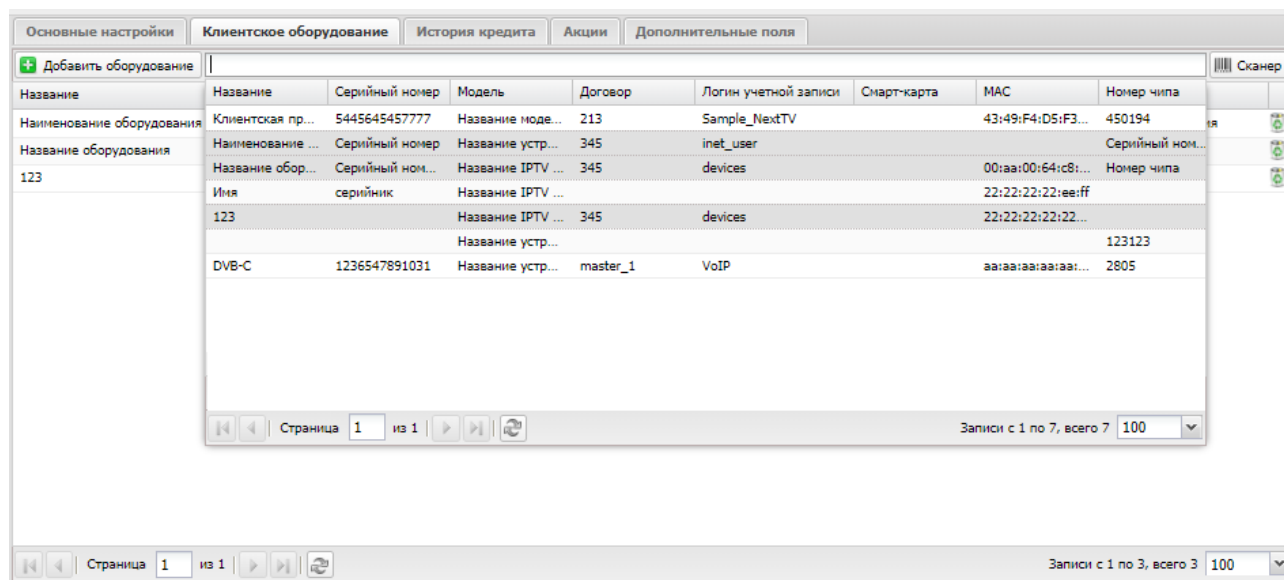 Основные настройки Клиентское оборудование История кредита Акции Дополнительные поля
Добавить оборудование Сканер
Название Название Серийный номер Модель Договор Логин учетной записи Смарт-карта MAC Номер чипа
Наименование оборудования Клиентская пр... 5445645457777 Название моде... 213 Sample_NextTV 43:49:F4:D5:F3... 450194 ия
Наименование ... Серийный номер Название устр... 345 inet_user Серийный ном...
Название оборудования Название обор... Серийный ном... Название IPTV ... 345 devices 00:aa:00:64:c8:... Номер чипа
123 Имя серийник Название IPTV ... 22:22:22:22:ee:ff
123 Название IPTV ... 345 devices 22:22:22:22:22...
Название устр... 123123
DVB-C 1236547891031 Название устр... master_1 VoIP aa:aa:aa:aa:aa:... 2805
Страница 1 из 1 Записи с 1 по 7, всего 7 100
Страница 1 из 1 Записи с 1 по 3, всего 3 100